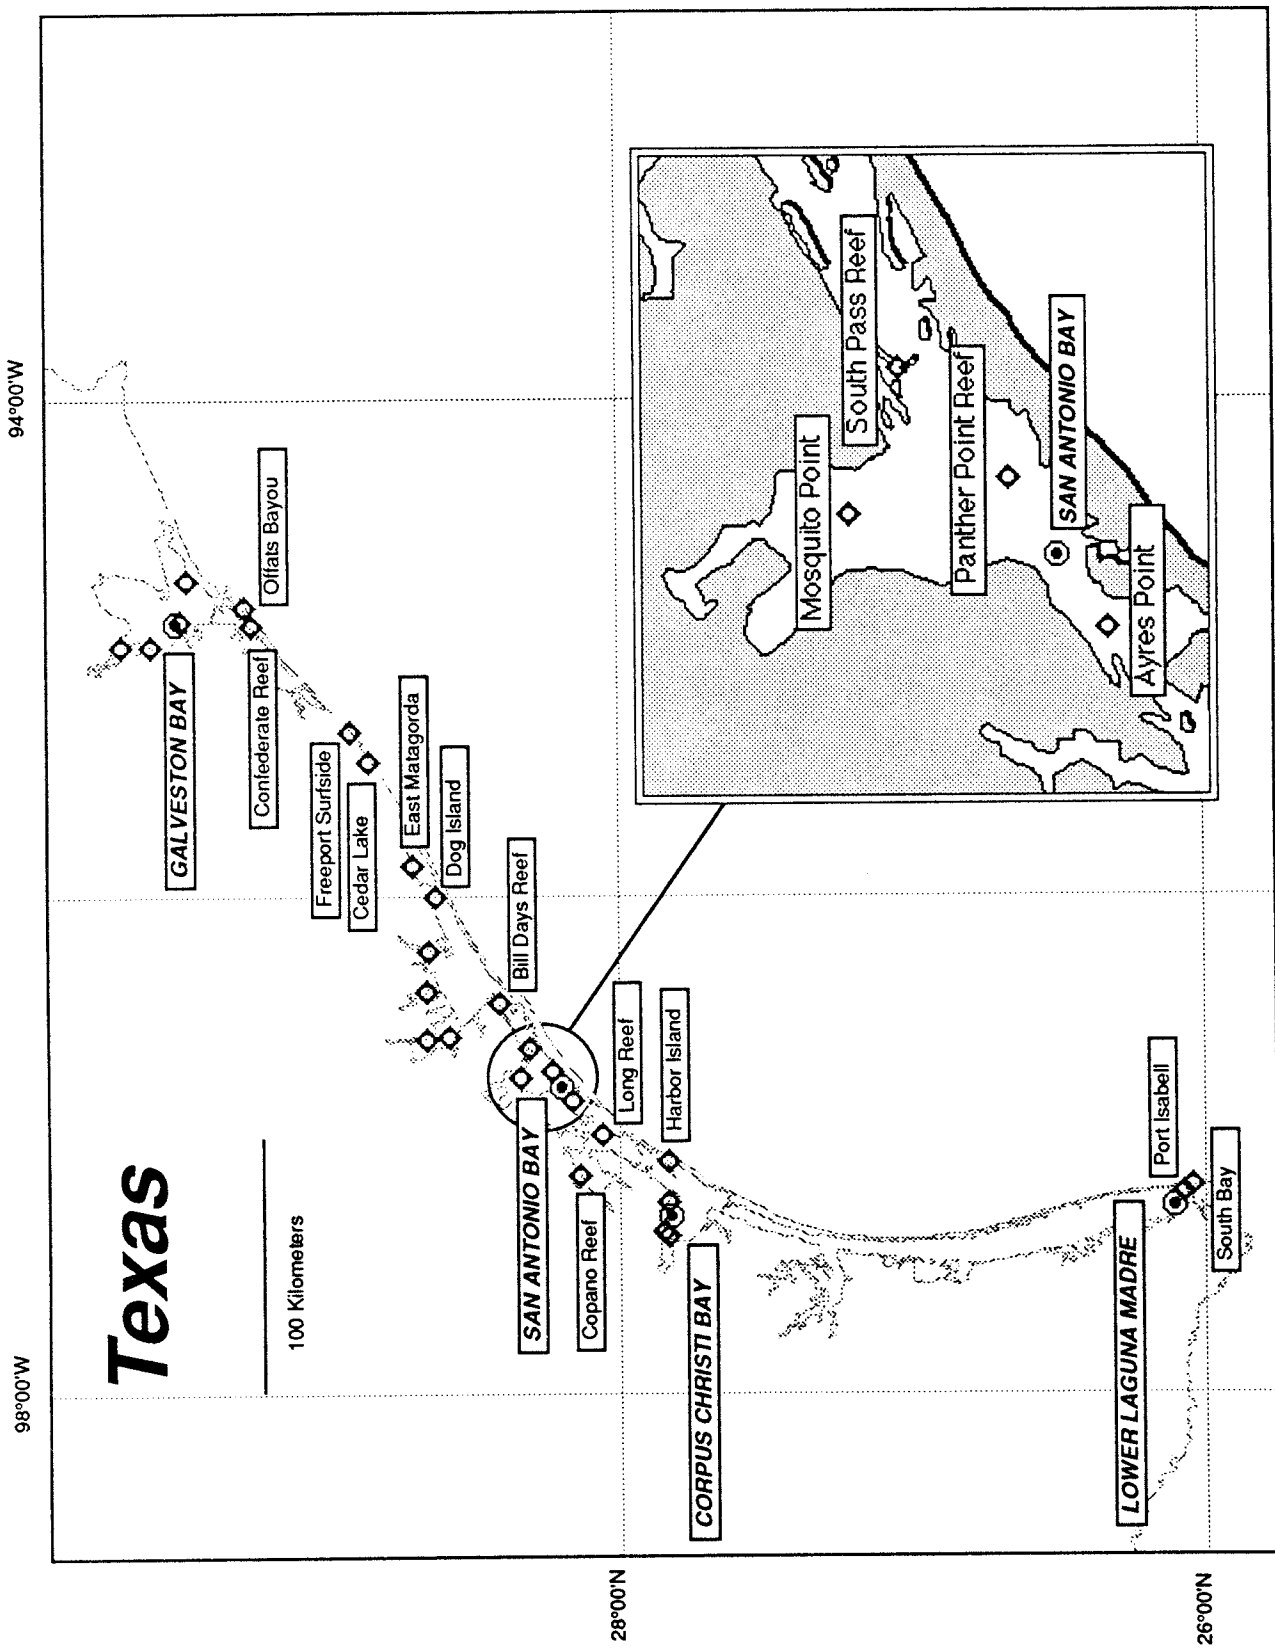 Texas
100 Kilometers
98°00'W
94°00'W
28°00'N
26°00'N
GALVESTON BAY
Offats Bayou
Confederate Reef
Freeport Surfside
Cedar Lake
East Matagorda
Dog Island
Bill Days Reef
SAN ANTONIO BAY
Copano Reef
Long Reef
Harbor Island
CORPUS CHRISTI BAY
LOWER LAGUNA MADRE
Port Isabell
South Bay
Mosquito Point
South Pass Reef
Panther Point Reef
SAN ANTONIO BAY
Ayres Point